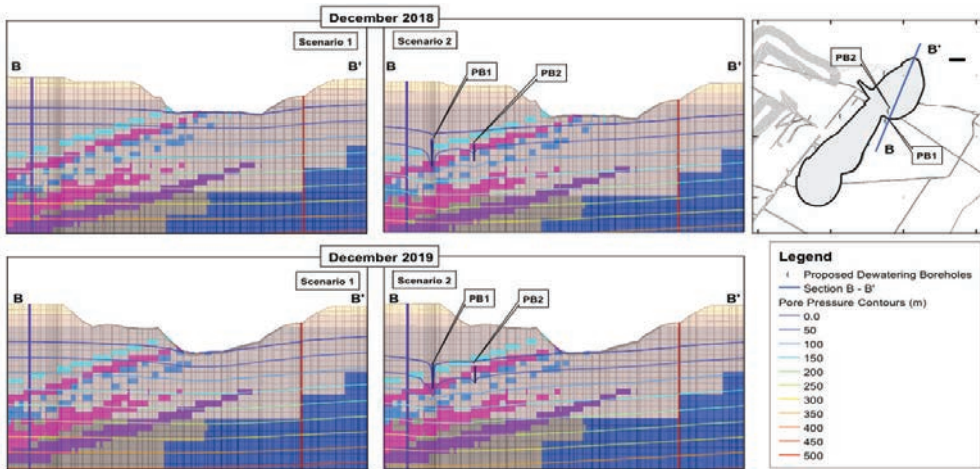 December 2018
Scenario 1
B
B'
Scenario 2
B
B'
PB1
PB2
PB2
B'
B
PB1
December 2019
Scenario 1
B
B'
Scenario 2
B
B'
PB1
PB2
Legend
Proposed Dewatering Boreholes
Section B - B'
Pore Pressure Contours (m)
0.0
50
100
150
200
250
300
350
400
450
500